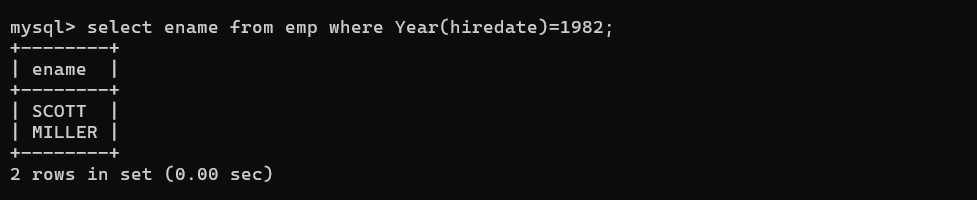 mysql> select ename from emp where Year(hiredate)=1982;
+--------+
| ename  |
+--------+
| SCOTT  |
| MILLER |
+--------+
2 rows in set (0.00 sec)